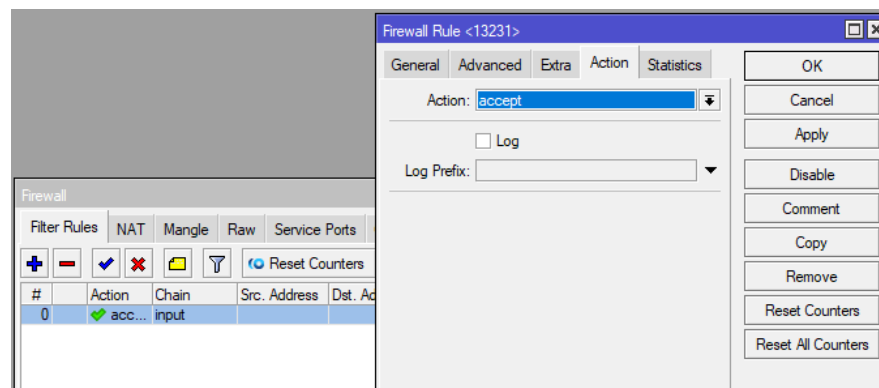 Firewall Rule <13231>
General Advanced Extra Action Statistics
Action: accept
Log
Log Prefix:
OK
Cancel
Apply
Disable
Comment
Copy
Remove
Reset Counters
Reset All Counters
Firewall
Filter Rules NAT Mangle Raw Service Ports
Reset Counters
# Action Chain Src. Address Dst. Ad
0 acc... input